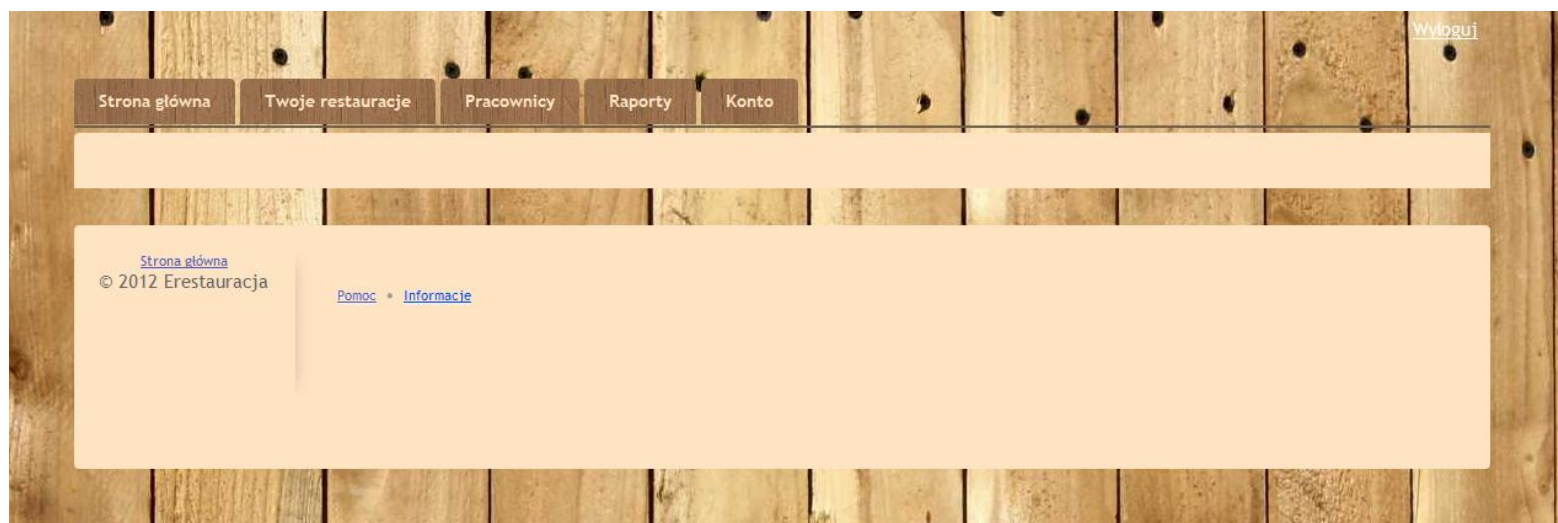 Wyloguj
Strona główna Twoje restauracje Pracownicy Raporty Konto
Strona główna
© 2012 Erestauracja
Pomoc • Informacje